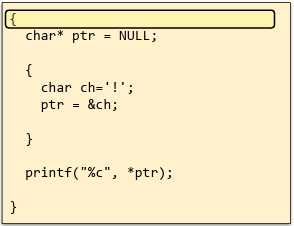 {
char* ptr = NULL;
{
char ch='!';
ptr = &ch;
}
printf("%c", *ptr);
}